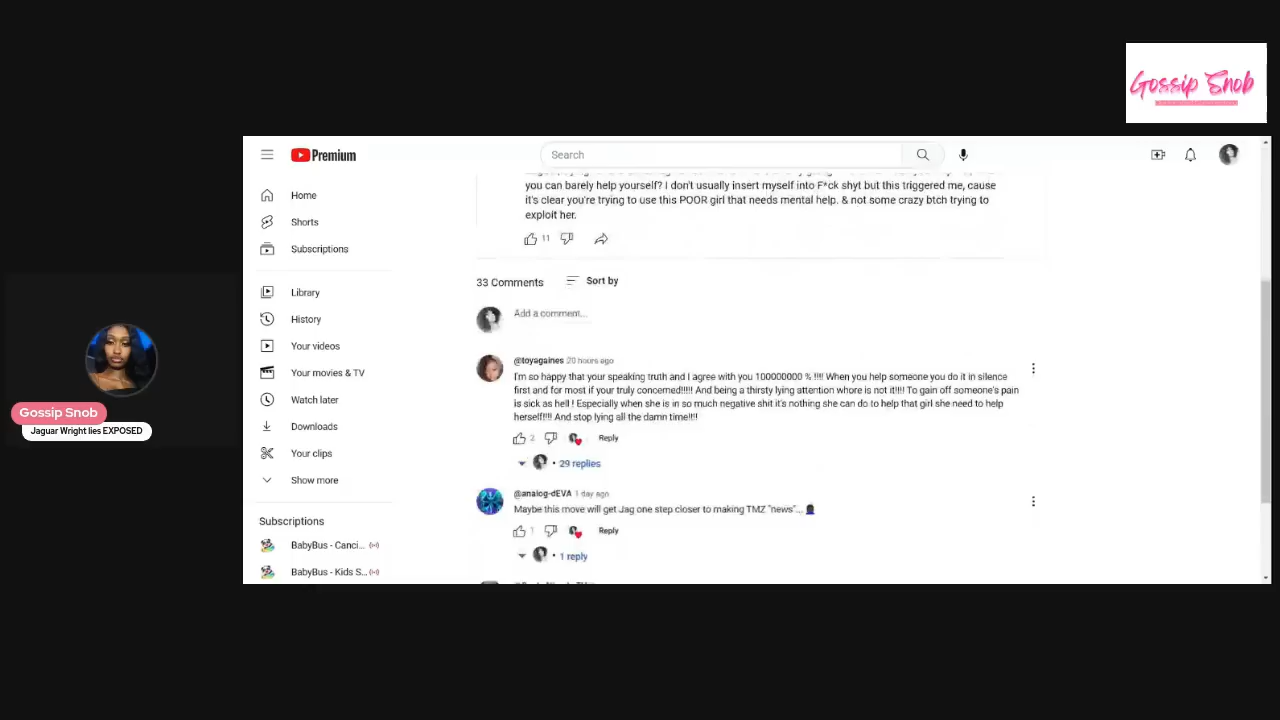 Gossip Snob
Premium
Search
Home
Shorts
Subscriptions
Library
History
Your videos
Your movies & TV
Watch later
Downloads
Your clips
Show more
Subscriptions
BabyBus - Canci...
BabyBus - Kids S...
you can barely help yourself? I don't usually insert myself into F*ck shyt but this triggered me, cause
it's clear you're trying to use this POOR girl that needs mental help. & not some crazy btch trying to
exploit her.
11
33 Comments
Sort by
Add a comment...
@toyagaines 20 hours ago
I'm so happy that your speaking truth and I agree with you 100000000 % !!!! When you help someone you do it in silence
first and for most if your truly concerned!!!!! And being a thirsty lying attention whore is not it!!!! To gain off someone's pain
is sick as hell ! Especially when she is in so much negative shit it's nothing she can do to help that girl she need to help
herself!!!! And stop lying all the damn time!!!!
2
Reply
29 replies
@analog-dEVA 1 day ago
Maybe this move will get Jag one step closer to making TMZ "news"...
1
Reply
1 reply
Gossip Snob
Jaguar Wright lies EXPOSED